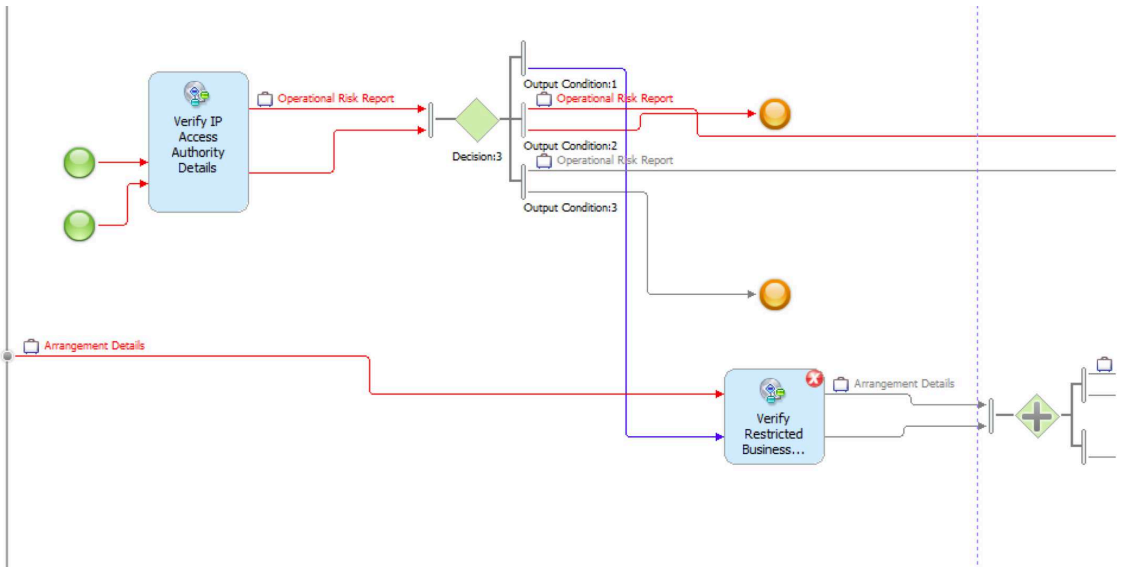 Output Condition:1
Operational Risk Report
Operational Risk Report
Verify IP
Access
Authority
Details
Output Condition:2
Decision:3
Operational Risk Report
Output Condition:3
Arrangement Details
Arrangement Details
Verify
Restricted
Business...